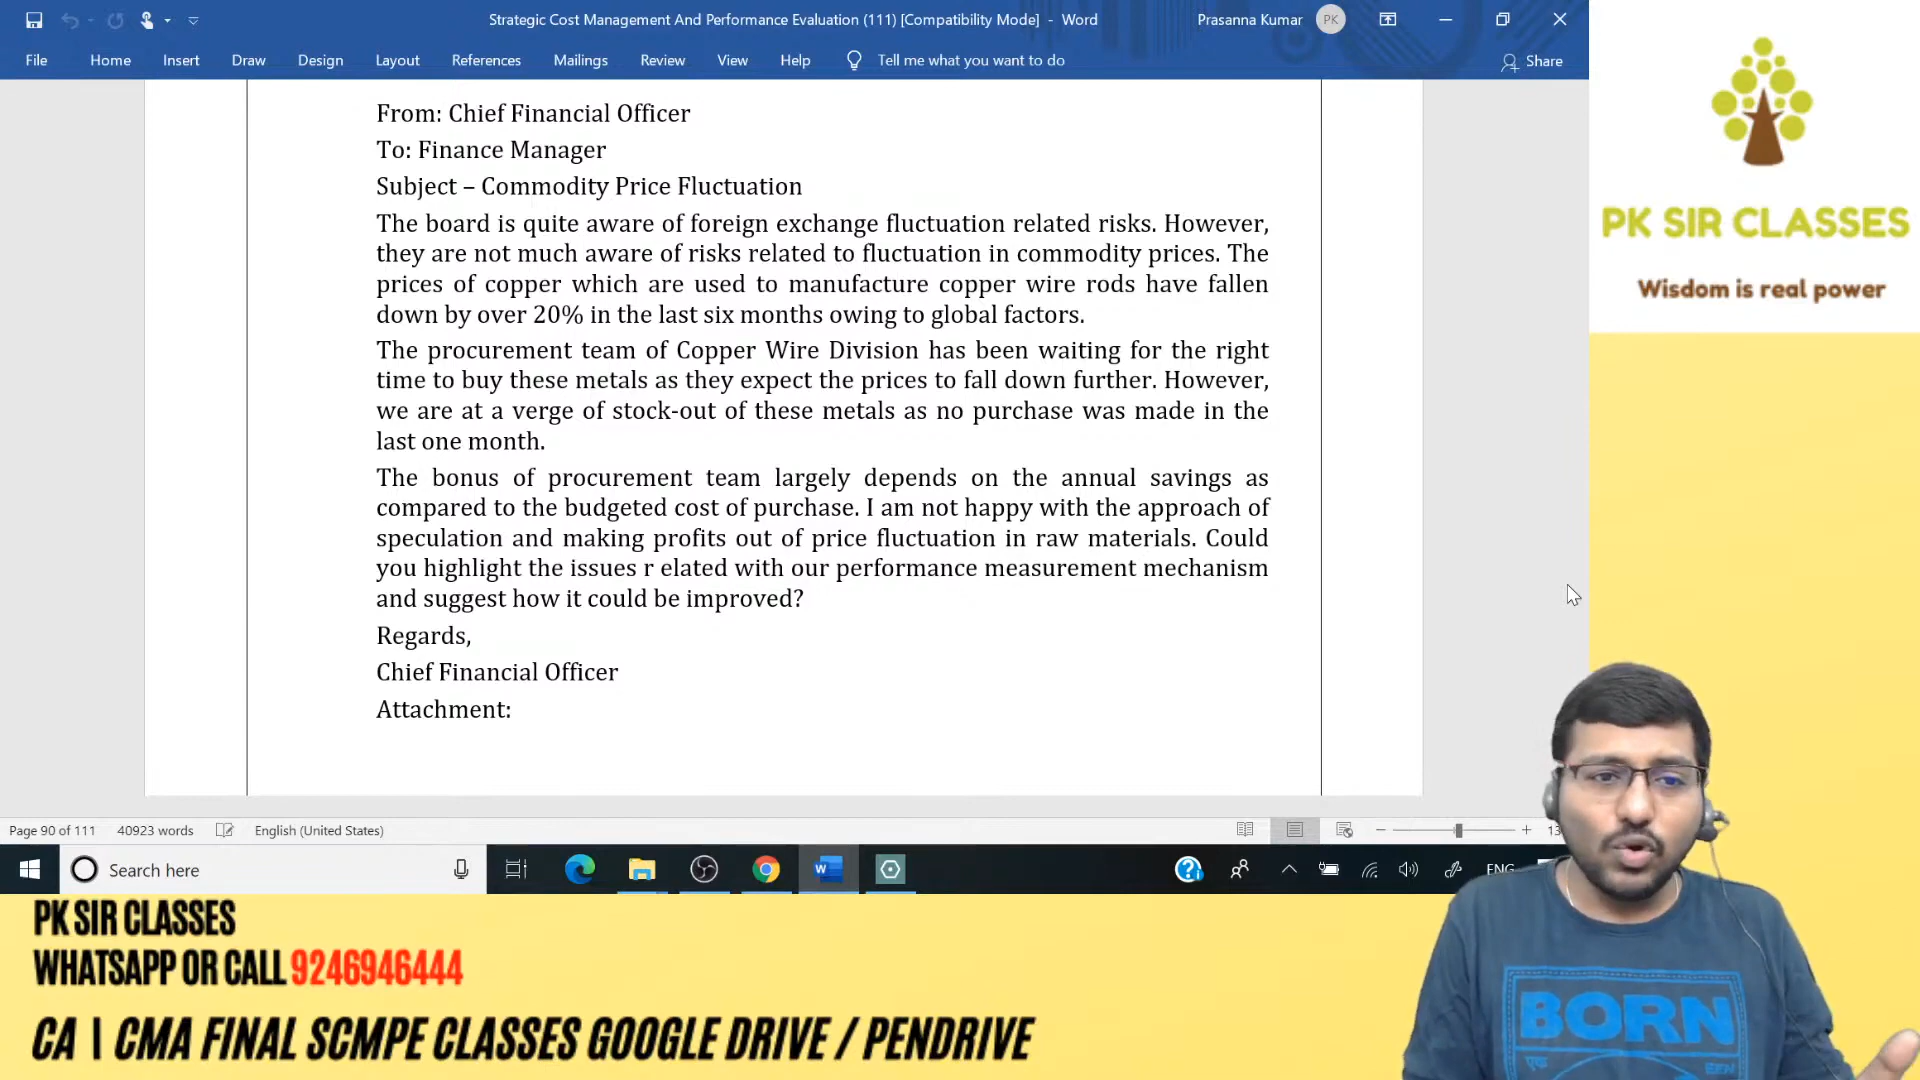 Strategic Cost Management And Performance Evaluation (111) [Compatibility Mode] - Word
Prasanna Kumar PK
File Home Insert Draw Design Layout References Mailings Review View Help Tell me what you want to do Share
From: Chief Financial Officer
To: Finance Manager
Subject – Commodity Price Fluctuation
The board is quite aware of foreign exchange fluctuation related risks. However,
they are not much aware of risks related to fluctuation in commodity prices. The
prices of copper which are used to manufacture copper wire rods have fallen
down by over 20% in the last six months owing to global factors.
The procurement team of Copper Wire Division has been waiting for the right
time to buy these metals as they expect the prices to fall down further. However,
we are at a verge of stock-out of these metals as no purchase was made in the
last one month.
The bonus of procurement team largely depends on the annual savings as
compared to the budgeted cost of purchase. I am not happy with the approach of
speculation and making profits out of price fluctuation in raw materials. Could
you highlight the issues r elated with our performance measurement mechanism
and suggest how it could be improved?
Regards,
Chief Financial Officer
Attachment:
Page 90 of 111 40923 words English (United States)
Search here
ENG
PK SIR CLASSES
Wisdom is real power
PK SIR CLASSES
WHATSAPP OR CALL 9246946444
CA \ CMA FINAL SCMPE CLASSES GOOGLE DRIVE / PENDRIVE
BORN